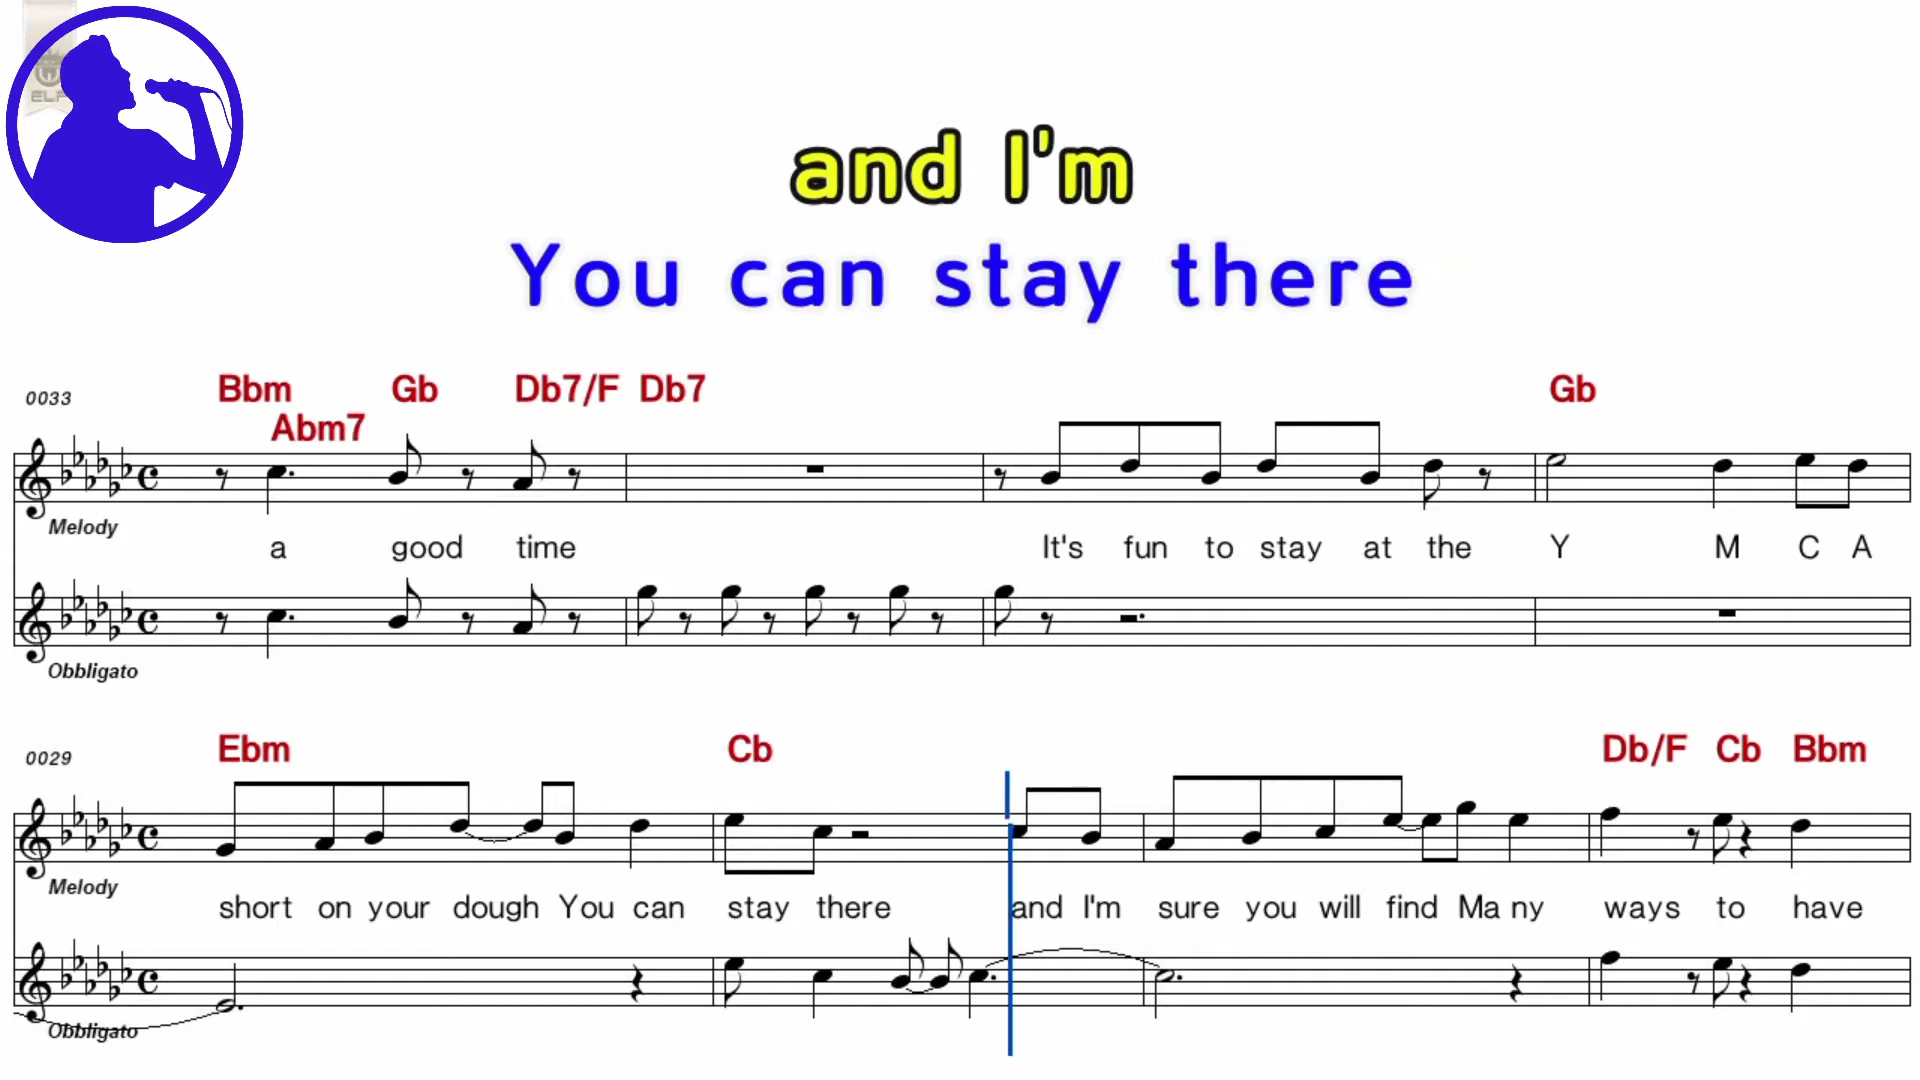 ELF
and I'm
You can stay there
0033 Bbm Gb Db7/F Db7 Gb
Abm7
Melody
a good time It's fun to stay at the Y M C A
Obbligato
0029 Ebm Cb Db/F Cb Bbm
Melody
short on your dough You can stay there and I'm sure you will find Ma ny ways to have
Obbligato